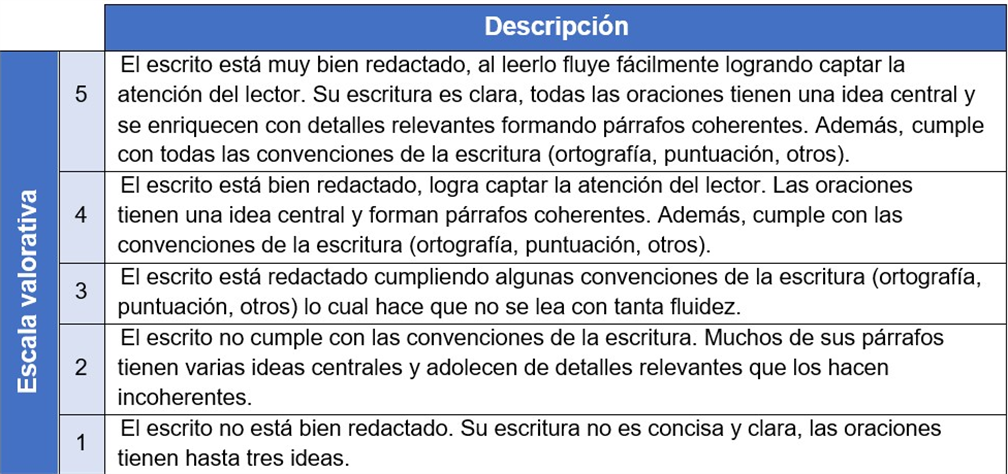 Descripción
Escala valorativa
5
El escrito está muy bien redactado, al leerlo fluye fácilmente logrando captar la
atención del lector. Su escritura es clara, todas las oraciones tienen una idea central y
se enriquecen con detalles relevantes formando párrafos coherentes. Además, cumple
con todas las convenciones de la escritura (ortografía, puntuación, otros).
4
El escrito está bien redactado, logra captar la atención del lector. Las oraciones
tienen una idea central y forman párrafos coherentes. Además, cumple con las
convenciones de la escritura (ortografía, puntuación, otros).
3
El escrito está redactado cumpliendo algunas convenciones de la escritura (ortografía,
puntuación, otros) lo cual hace que no se lea con tanta fluidez.
2
El escrito no cumple con las convenciones de la escritura. Muchos de sus párrafos
tienen varias ideas centrales y adolecen de detalles relevantes que los hacen
incoherentes.
1
El escrito no está bien redactado. Su escritura no es concisa y clara, las oraciones
tienen hasta tres ideas.